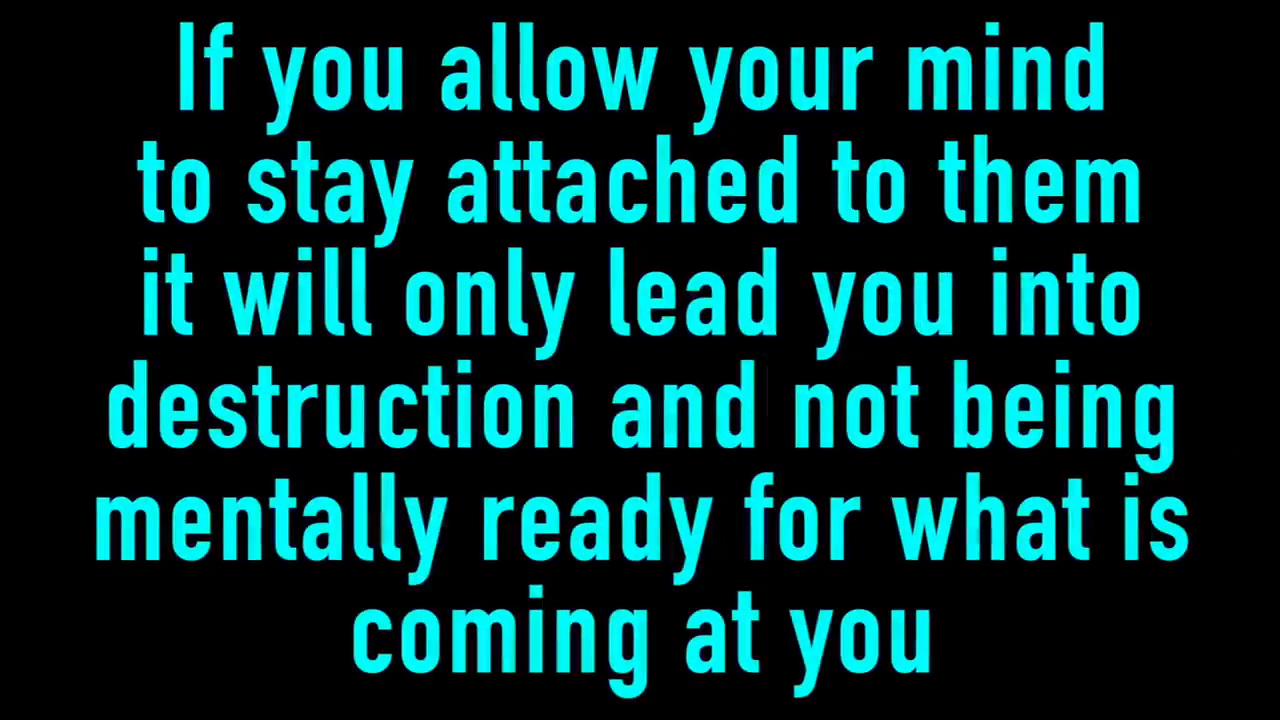 If you allow your mind
to stay attached to them
it will only lead you into
destruction and not being
mentally ready for what is
coming at you